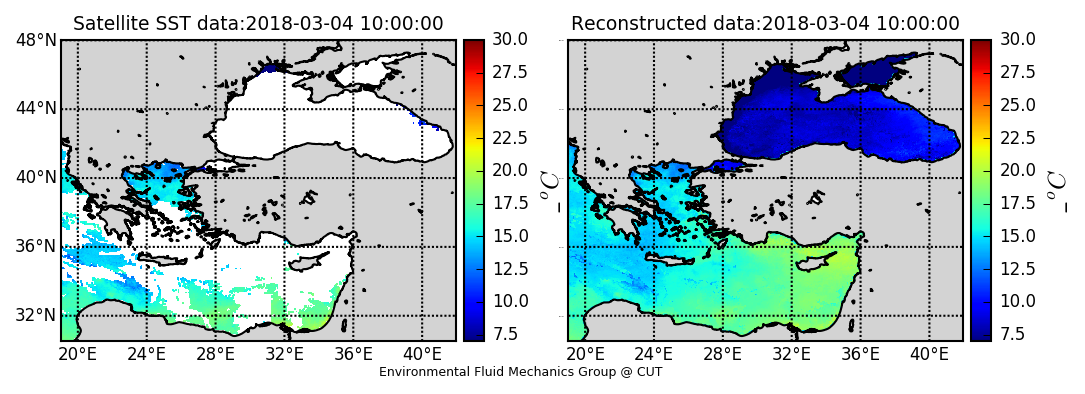 Satellite SST data:2018-03-04 10:00:00
48°N
44°N
40°N
36°N
32°N
20°E 24°E 28°E 32°E 36°E 40°E
30.0
27.5
25.0
22.5
20.0
17.5
15.0
12.5
10.0
7.5
_°C
Reconstructed data:2018-03-04 10:00:00
20°E 24°E 28°E 32°E 36°E 40°E
30.0
27.5
25.0
22.5
20.0
17.5
15.0
12.5
10.0
7.5
_°C
Environmental Fluid Mechanics Group @ CUT